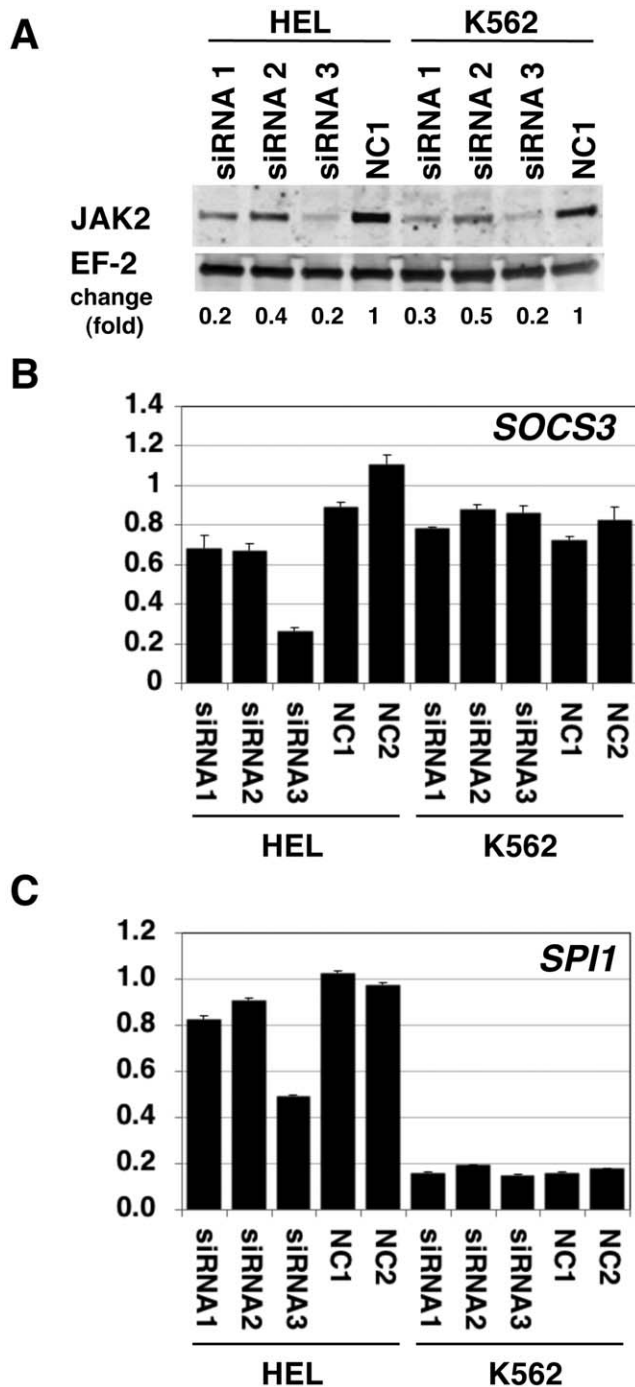 A
HEL K562
siRNA 1 siRNA 2 siRNA 3 NC1 siRNA 1 siRNA 2 siRNA 3 NC1
JAK2
EF-2
change
(fold)
0.2 0.4 0.2 1 0.3 0.5 0.2 1
B
SOCS3
1.4
1.2
1
0.8
0.6
0.4
0.2
0
siRNA1 siRNA2 siRNA3 NC1 NC2 siRNA1 siRNA2 siRNA3 NC1 NC2
HEL K562
C
SPI1
1.2
1.0
0.8
0.6
0.4
0.2
0.0
siRNA1 siRNA2 siRNA3 NC1 NC2 siRNA1 siRNA2 siRNA3 NC1 NC2
HEL K562